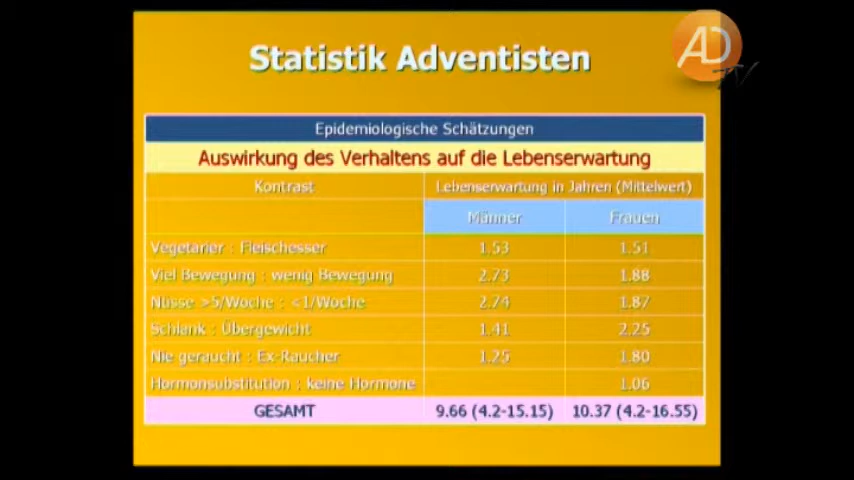 Statistik Adventisten
AD
TV
Epidemiologische Schätzungen
Auswirkung des Verhaltens auf die Lebenserwartung
Kontrast Lebenserwartung in Jahren (Mittelwert)
Männer Frauen
Vegetarier : Fleischesser 1.53 1.51
Viel Bewegung : wenig Bewegung 2.73 1.88
Nüsse >5/Woche : <1/Woche 2.74 1.87
Schlank : Übergewicht 1.41 2.25
Nie geraucht : Ex-Raucher 1.25 1.80
Hormonsubstitution : keine Hormone 1.06
GESAMT 9.66 (4.2-15.15) 10.37 (4.2-16.55)